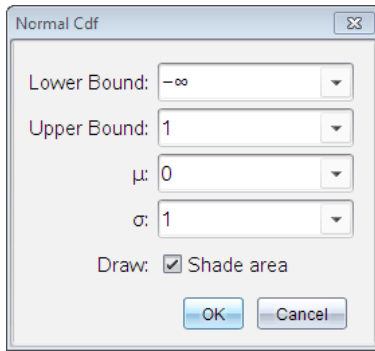 Normal Cdf
Lower Bound: -∞
Upper Bound: 1
μ: 0
σ: 1
Draw: Shade area
OK Cancel